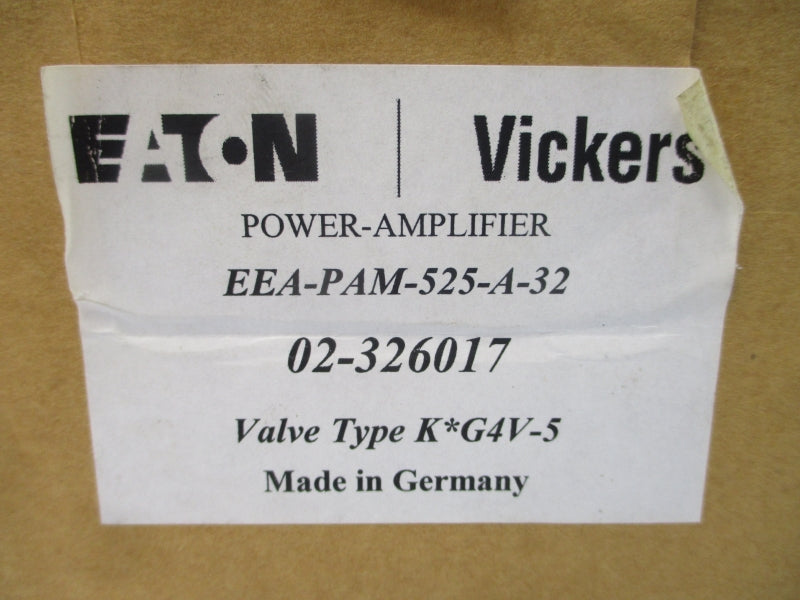 EATON | Vickers
POWER-AMPLIFIER
EEA-PAM-525-A-32
02-326017
Valve Type K*G4V-5
Made in Germany